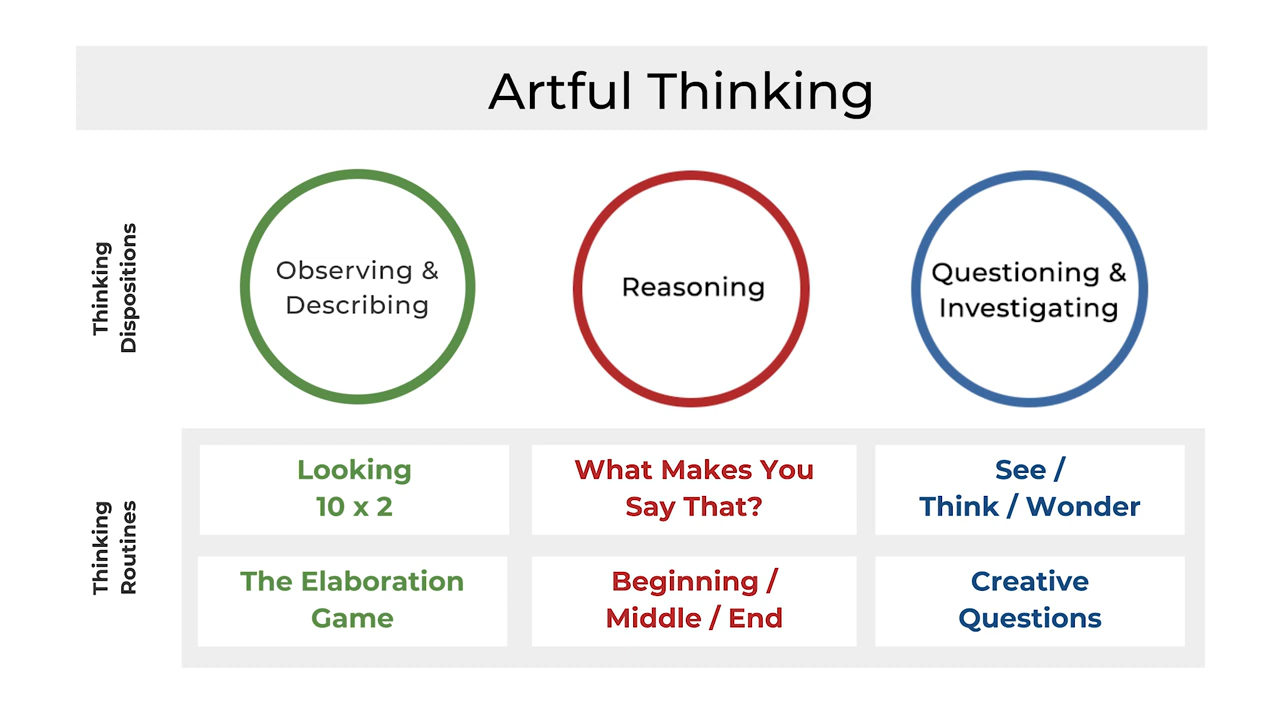 Artful Thinking
Thinking
Dispositions
Observing &
Describing
Reasoning
Questioning &
Investigating
Thinking
Routines
Looking
10 x 2
What Makes You
Say That?
See /
Think / Wonder
The Elaboration
Game
Beginning /
Middle / End
Creative
Questions